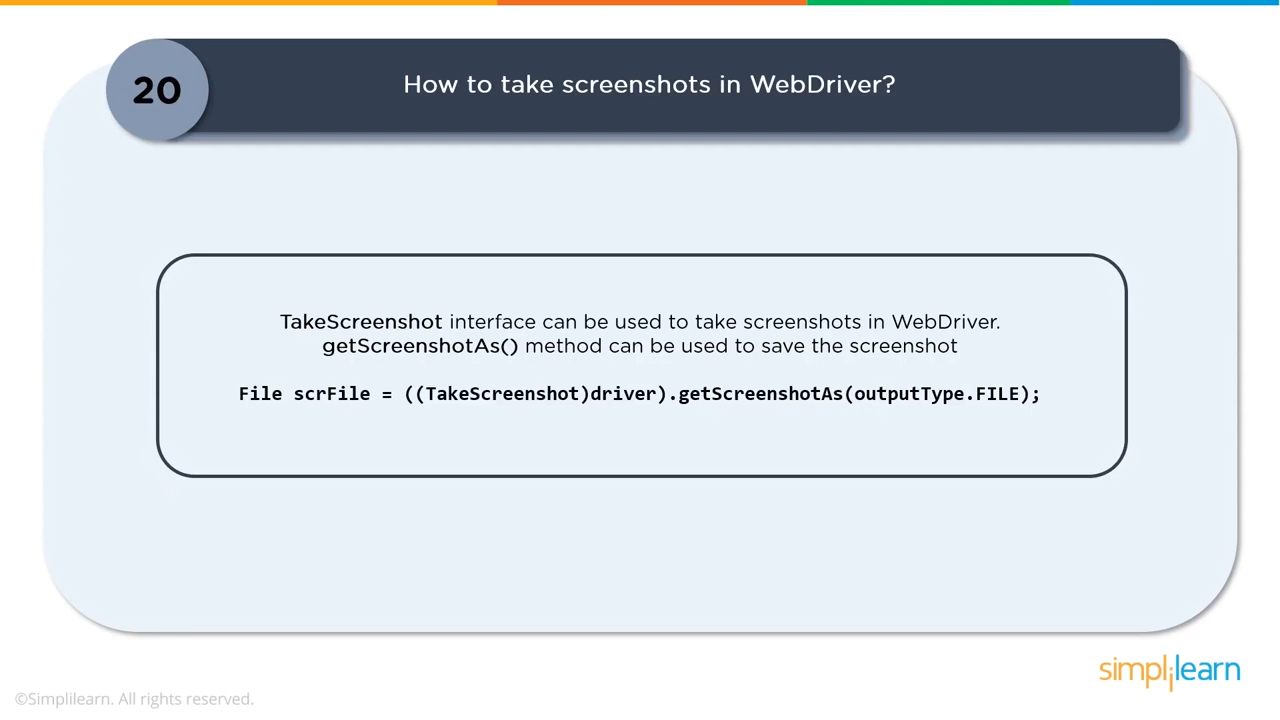 20
How to take screenshots in WebDriver?
TakeScreenshot interface can be used to take screenshots in WebDriver.
getScreenshotAs() method can be used to save the screenshot
File scrFile = ((TakeScreenshot)driver).getScreenshotAs(outputType.FILE);
simplilearn
©Simplilearn. All rights reserved.